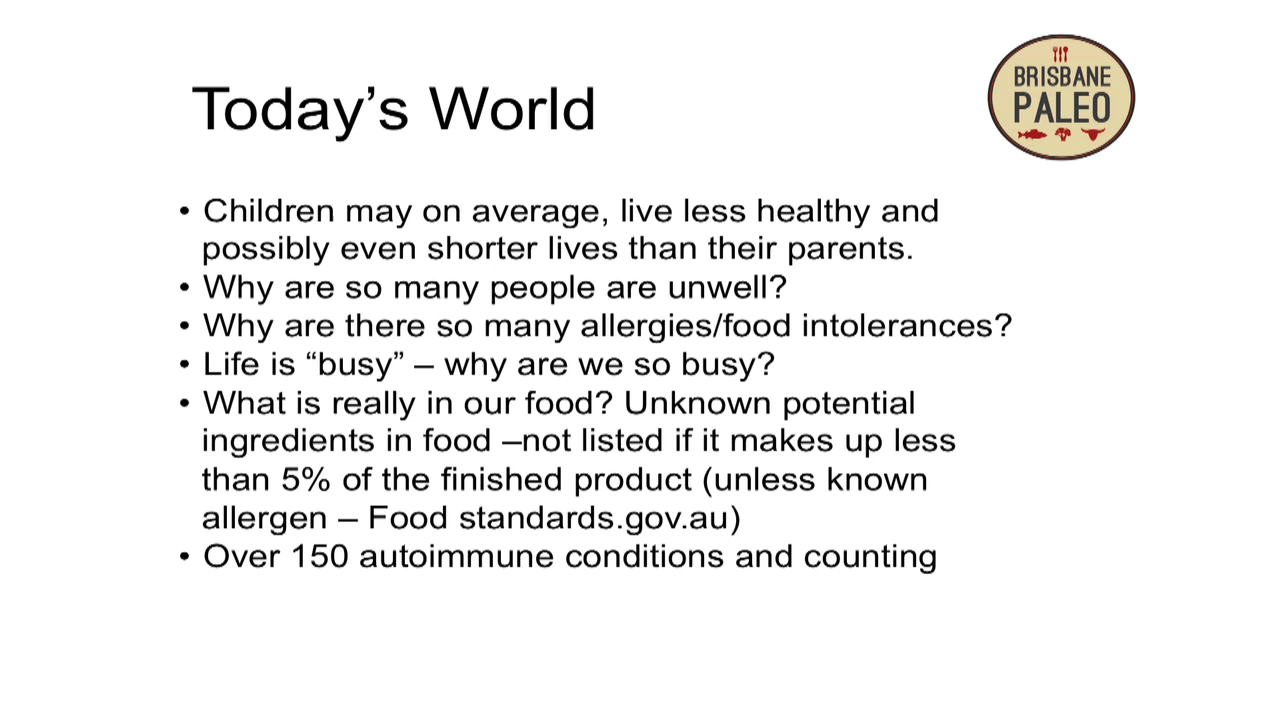 BRISBANE
PALEO
Today’s World
• Children may on average, live less healthy and
possibly even shorter lives than their parents.
• Why are so many people are unwell?
• Why are there so many allergies/food intolerances?
• Life is “busy” – why are we so busy?
• What is really in our food? Unknown potential
ingredients in food –not listed if it makes up less
than 5% of the finished product (unless known
allergen – Food standards.gov.au)
• Over 150 autoimmune conditions and counting